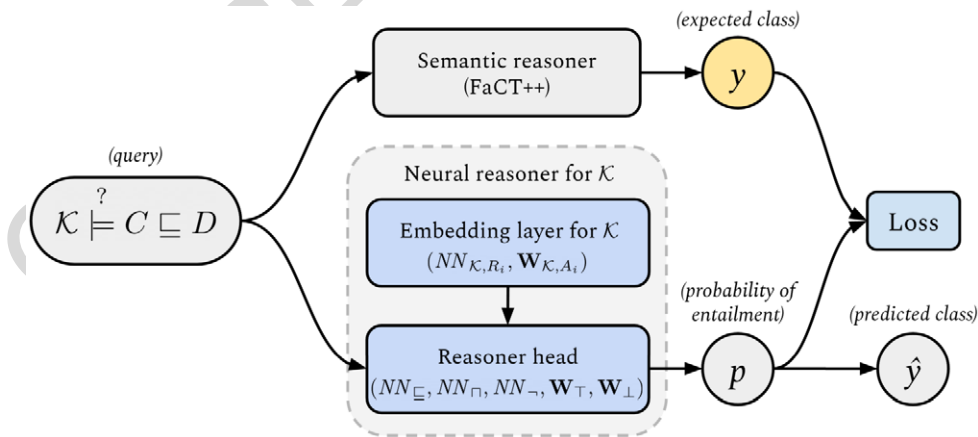 (expected class)
Semantic reasoner
(FaCT++)
y
(query)
?
𝒦 ⊨ C ⊑ D
Neural reasoner for 𝒦
Embedding layer for 𝒦
(NN_{𝒦,R_i}, W_{𝒦,A_i})
Loss
(probability of
entailment)
(predicted class)
Reasoner head
(NN_⊑, NN_⊓, NN_¬, W_⊤, W_⊥)
p
ŷ